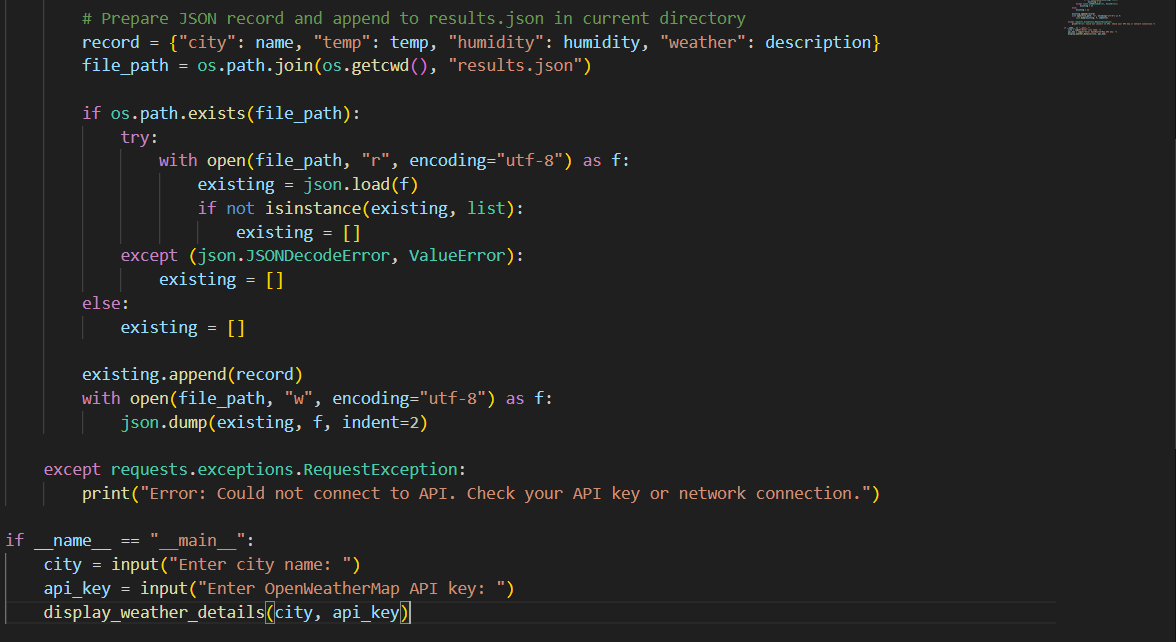 # Prepare JSON record and append to results.json in current directory
record = {"city": name, "temp": temp, "humidity": humidity, "weather": description}
file_path = os.path.join(os.getcwd(), "results.json")
if os.path.exists(file_path):
try:
with open(file_path, "r", encoding="utf-8") as f:
existing = json.load(f)
if not isinstance(existing, list):
existing = []
except (json.JSONDecodeError, ValueError):
existing = []
else:
existing = []
existing.append(record)
with open(file_path, "w", encoding="utf-8") as f:
json.dump(existing, f, indent=2)
except requests.exceptions.RequestException:
print("Error: Could not connect to API. Check your API key or network connection.")
if __name__ == "__main__":
city = input("Enter city name: ")
api_key = input("Enter OpenWeatherMap API key: ")
display_weather_details(city, api_key)